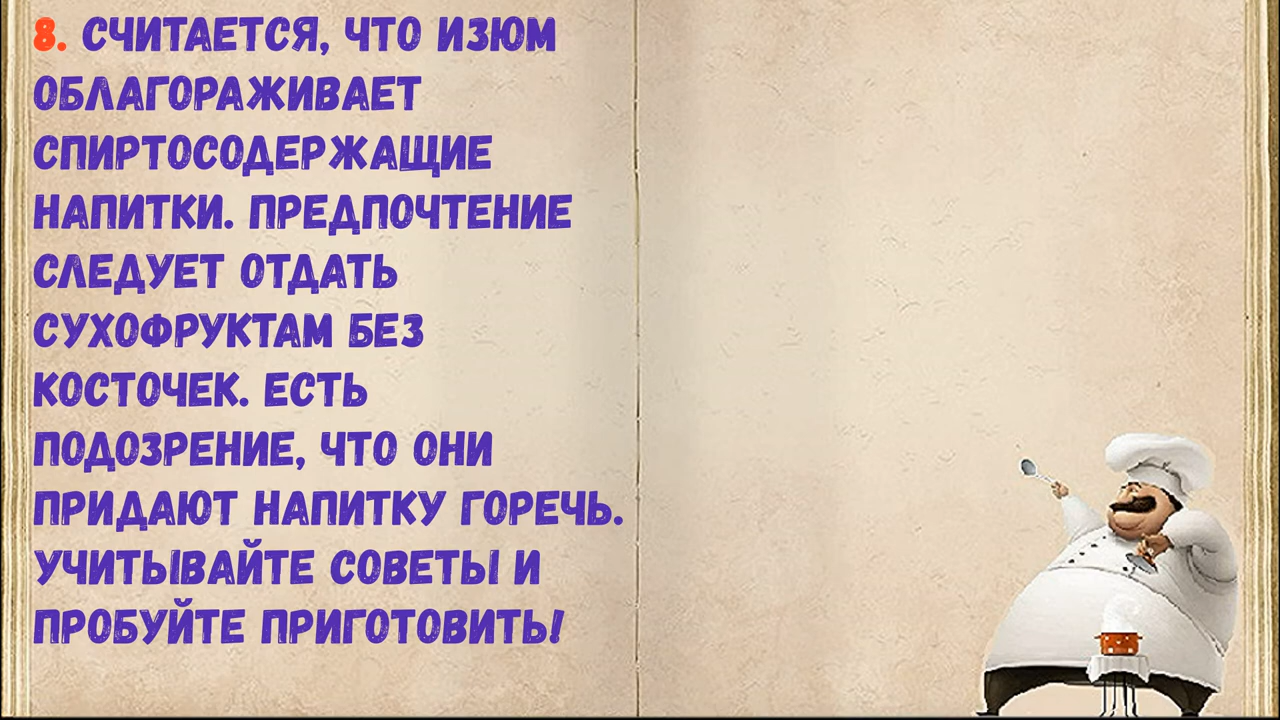 8. СЧИТАЕТСЯ, ЧТО ИЗЮМ
ОБЛАГОРАЖИВАЕТ
СПИРТОСОДЕРЖАЩИЕ
НАПИТКИ. ПРЕДПОЧТЕНИЕ
СЛЕДУЕТ ОТДАТЬ
СУХОФРУКТАМ БЕЗ
КОСТОЧЕК. ЕСТЬ
ПОДОЗРЕНИЕ, ЧТО ОНИ
ПРИДАЮТ НАПИТКУ ГОРЕЧЬ.
УЧИТЫВАЙТЕ СОВЕТЫ И
ПРОБУЙТЕ ПРИГОТОВИТЬ!